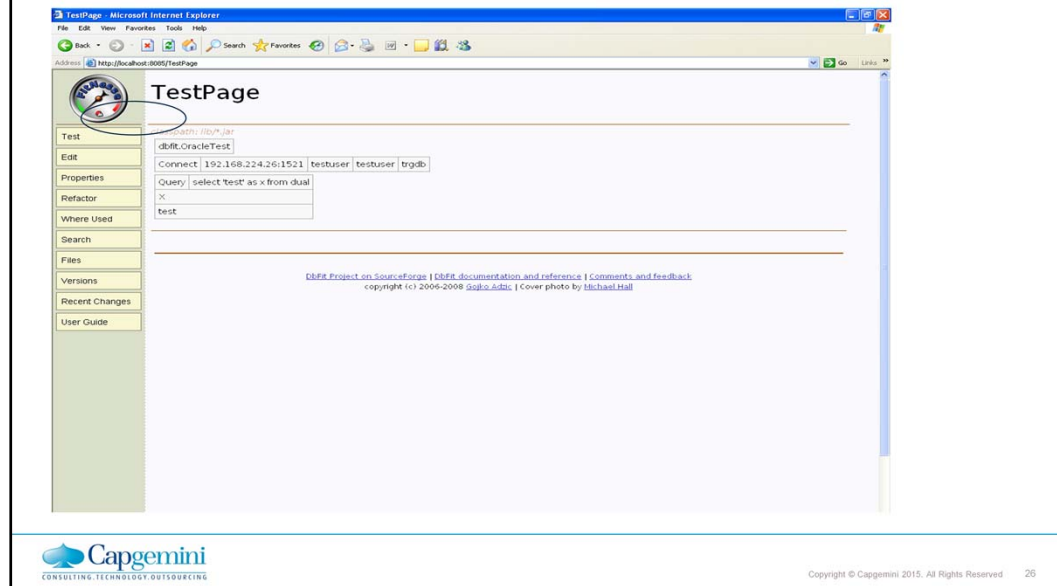 TestPage - Microsoft Internet Explorer
File Edit View Favorites Tools Help
Back Search Favorites
Address http://localhost:8085/TestPage Go Links »
FitNesse
TestPage
classpath: lib/*.jar
Test
dbfit.OracleTest
Edit
Connect 192.168.224.26:1521 testuser testuser trgdb
Properties
Query select 'test' as x from dual
Refactor
X
test
Where Used
Search
Files
DbFit Project on SourceForge | DbFit documentation and reference | Comments and feedback
Versions
copyright (c) 2006-2008 Gojko Adzic | Cover photo by Michael Hall
Recent Changes
User Guide
Capgemini
CONSULTING.TECHNOLOGY.OUTSOURCING
Copyright © Capgemini 2015. All Rights Reserved 26